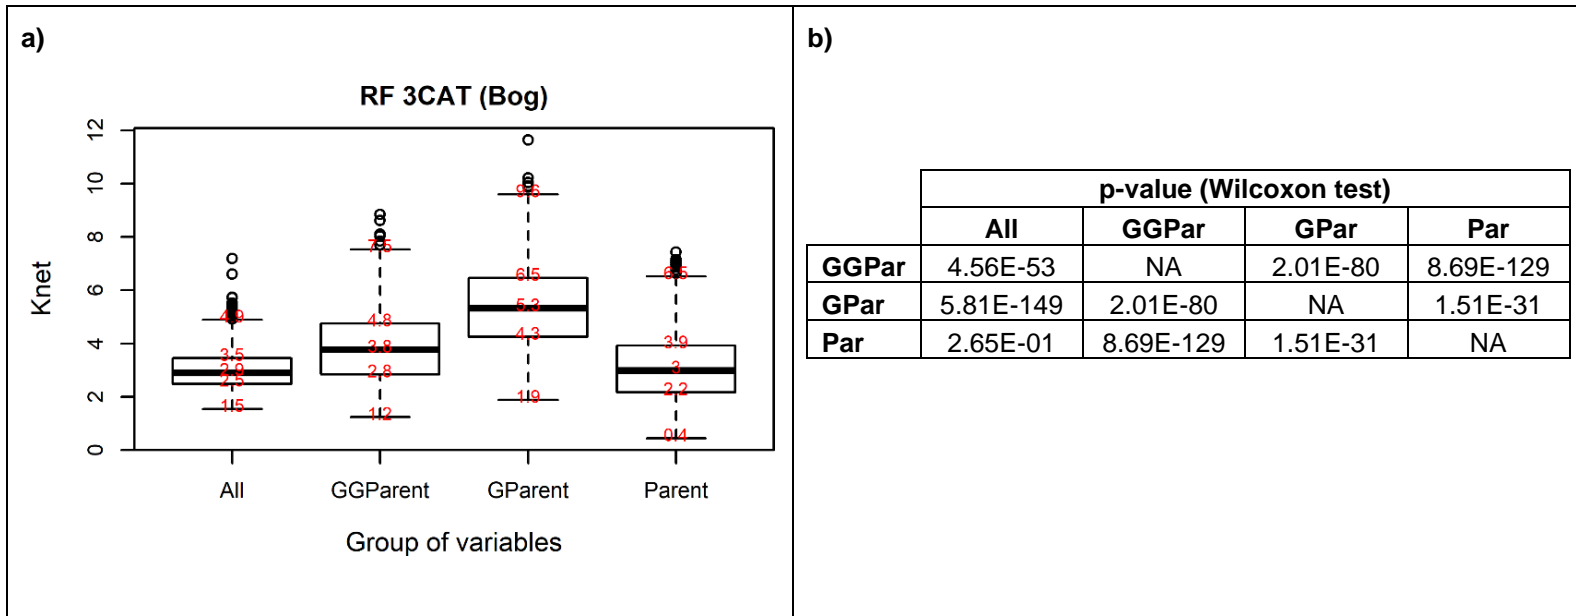 a)
RF 3CAT (Bog)
Knet
12
10
8
6
4
2
0
4.9
3.5
2.9
2.5
1.5
7.5
4.8
3.8
2.8
1.2
9.6
6.5
5.3
4.3
1.9
6.5
3.9
3
2.2
0.4
All GGParent GParent Parent
Group of variables
b)
p-value (Wilcoxon test)
All GGPar GPar Par
GGPar 4.56E-53 NA 2.01E-80 8.69E-129
GPar 5.81E-149 2.01E-80 NA 1.51E-31
Par 2.65E-01 8.69E-129 1.51E-31 NA